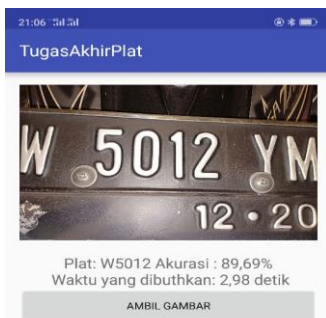 21:06
TugasAkhirPlat
W 5012 YM
12 • 20
Plat: W5012 Akurasi : 89,69%
Waktu yang dibuthkan: 2,98 detik
AMBIL GAMBAR